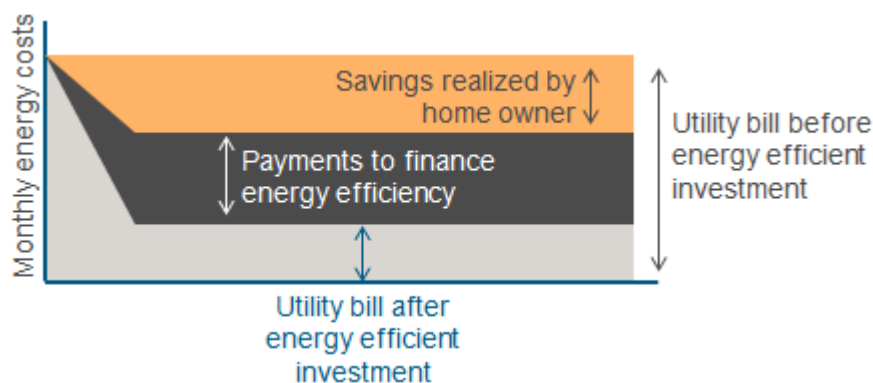 Monthly energy costs
Savings realized by
home owner
Payments to finance
energy efficiency
Utility bill before
energy efficient
investment
Utility bill after
energy efficient
investment